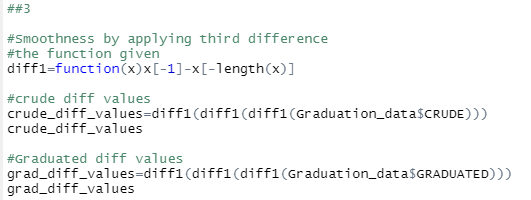 ##3
#Smoothness by applying third difference
#the function given
diff1=function(x)x[-1]-x[-length(x)]
#crude diff values
crude_diff_values=diff1(diff1(diff1(Graduation_data$CRUDE)))
crude_diff_values
#Graduated diff values
grad_diff_values=diff1(diff1(diff1(Graduation_data$GRADUATED)))
grad_diff_values